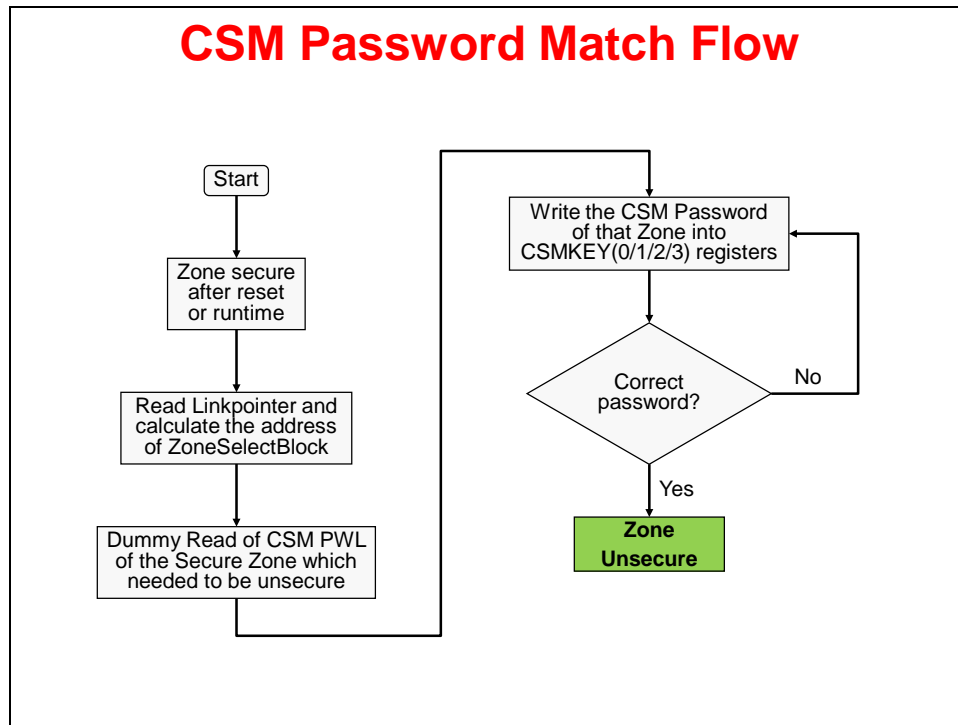 CSM Password Match Flow
Start
Zone secure
after reset
or runtime
Read Linkpointer and
calculate the address
of ZoneSelectBlock
Dummy Read of CSM PWL
of the Secure Zone which
needed to be unsecure
Write the CSM Password
of that Zone into
CSMKEY(0/1/2/3) registers
Correct
password?
No
Yes
Zone
Unsecure